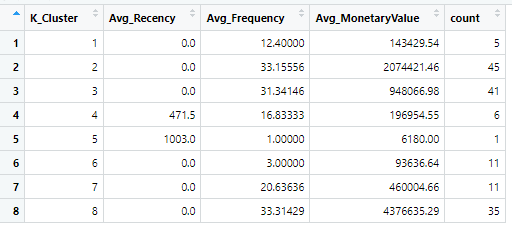 K_Cluster Avg_Recency Avg_Frequency Avg_MonetaryValue count
1 1 0.0 12.40000 143429.54 5
2 2 0.0 33.15556 2074421.46 45
3 3 0.0 31.34146 948066.98 41
4 4 471.5 16.83333 196954.55 6
5 5 1003.0 1.00000 6180.00 1
6 6 0.0 3.00000 93636.64 11
7 7 0.0 20.63636 460004.66 11
8 8 0.0 33.31429 4376635.29 35